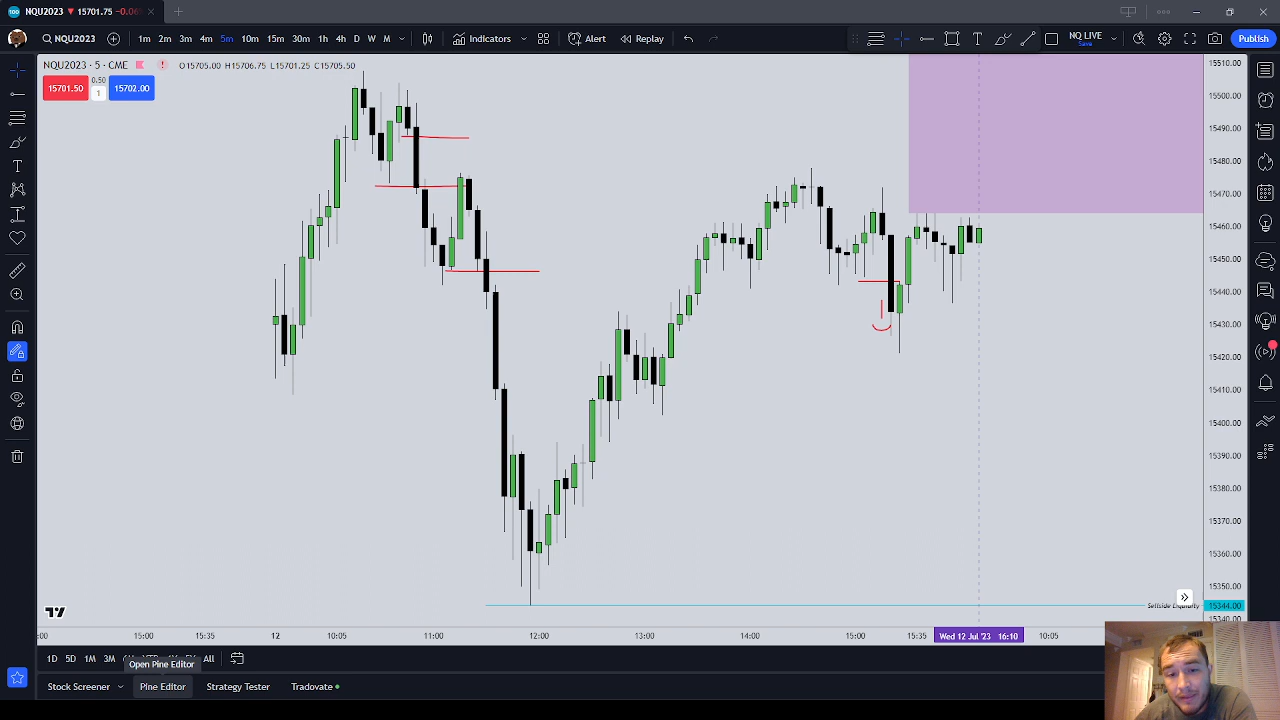 NQU2023 ▼ 15701.75 -0.06
NQU2023 1m 2m 3m 4m 5m 10m 15m 30m 1h 4h D W M Indicators Alert Replay NQ LIVE Save Publish
NQU2023 · 5 · CME O15705.00 H15706.75 L15701.25 C15705.50
15701.50 0.50 1 15702.00
15510.00
15500.00
15490.00
15480.00
15470.00
15460.00
15450.00
15440.00
15430.00
15420.00
15410.00
15400.00
15390.00
15380.00
15370.00
15360.00
15350.00
Sellside Liquidity 15344.00
15340.00
:00 15:00 15:35 12 10:05 11:00 12:00 13:00 14:00 15:00 15:35 Wed 12 Jul '23 16:10 10:05
1D 5D 1M 3M All
Open Pine Editor
Stock Screener Pine Editor Strategy Tester Tradovate